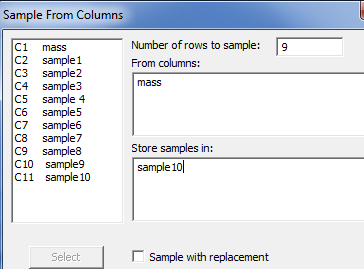 Sample From Columns
C1 mass
C2 sample1
C3 sample2
C4 sample3
C5 sample 4
C6 sample5
C7 sample6
C8 sample7
C9 sample8
C10 sample9
C11 sample10
Number of rows to sample: 9
From columns:
mass
Store samples in:
sample10
Select
Sample with replacement